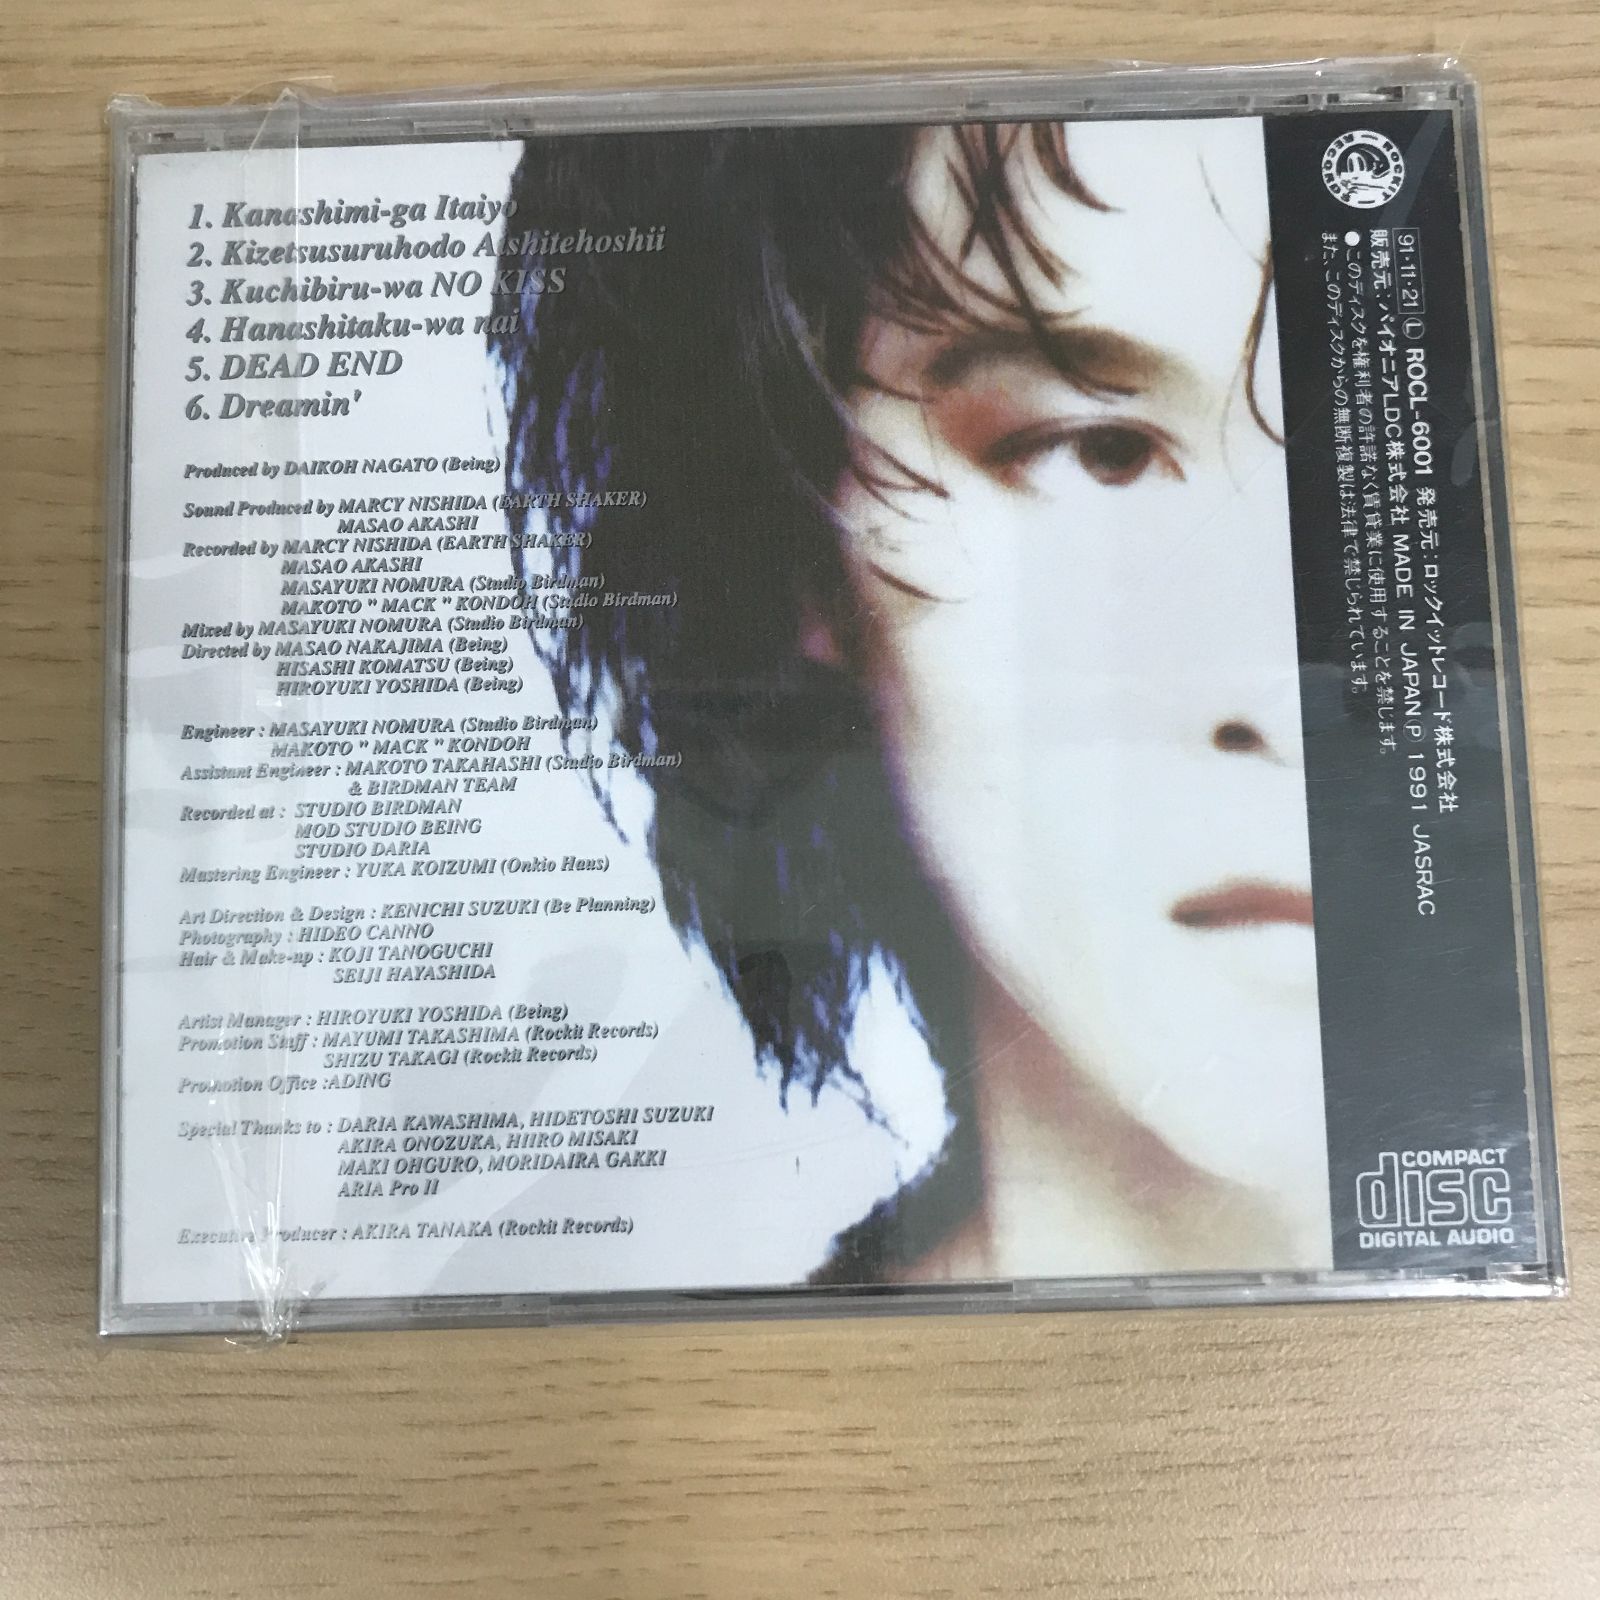 1. Kanashimi-ga Itaiyo
2. Kizetsusuruhodo Aishitehoshii
3. Kuchibiru-wa NO KISS
4. Hanashitaku-wa nai
5. DEAD END
6. Dreamin'
Produced by DAIKOH NAGATO (Being)
Sound Produced by MARCY NISHIDA (EARTH SHAKER)
MASAO AKASHI
Recorded by MARCY NISHIDA (EARTH SHAKER)
MASAO AKASHI
MASAYUKI NOMURA (Studio Birdman)
MAKOTO " MACK " KONDOH (Studio Birdman)
Mixed by MASAYUKI NOMURA (Studio Birdman)
Directed by MASAO NAKAJIMA (Being)
HISASHI KOMATSU (Being)
HIROYUKI YOSHIDA (Being)
Engineer : MASAYUKI NOMURA (Studio Birdman)
MAKOTO " MACK " KONDOH
Assistant Engineer : MAKOTO TAKAHASHI (Studio Birdman)
& BIRDMAN TEAM
Recorded at : STUDIO BIRDMAN
MOD STUDIO BEING
STUDIO DARIA
Mastering Engineer : YUKA KOIZUMI (Onkio Haus)
Art Direction & Design : KENICHI SUZUKI (Be Planning)
Photography : HIDEO CANNO
Hair & Make-up : KOJI TANOGUCHI
SEIJI HAYASHIDA
Artist Manager : HIROYUKI YOSHIDA (Being)
Promotion Staff : MAYUMI TAKASHIMA (Rockit Records)
SHIZU TAKAGI (Rockit Records)
Promotion Office :ADING
Special Thanks to : DARIA KAWASHIMA, HIDETOSHI SUZUKI
AKIRA ONOZUKA, HIIRO MISAKI
MAKI OHGURO, MORIDAIRA GAKKI
ARIA Pro II
Executive Producer : AKIRA TANAKA (Rockit Records)
ROCKIT RECORDS
91・11・21 Ⓛ ROCL-6001 発売元：ロックイットレコード株式会社
販売元：パイオニアLDC株式会社 MADE IN JAPAN Ⓟ 1991 JASRAC
●このディスクを権利者の許諾なく賃貸業に使用することを禁じます。
また、このディスクからの無断複製は法律で禁じられています。
COMPACT
disc
DIGITAL AUDIO